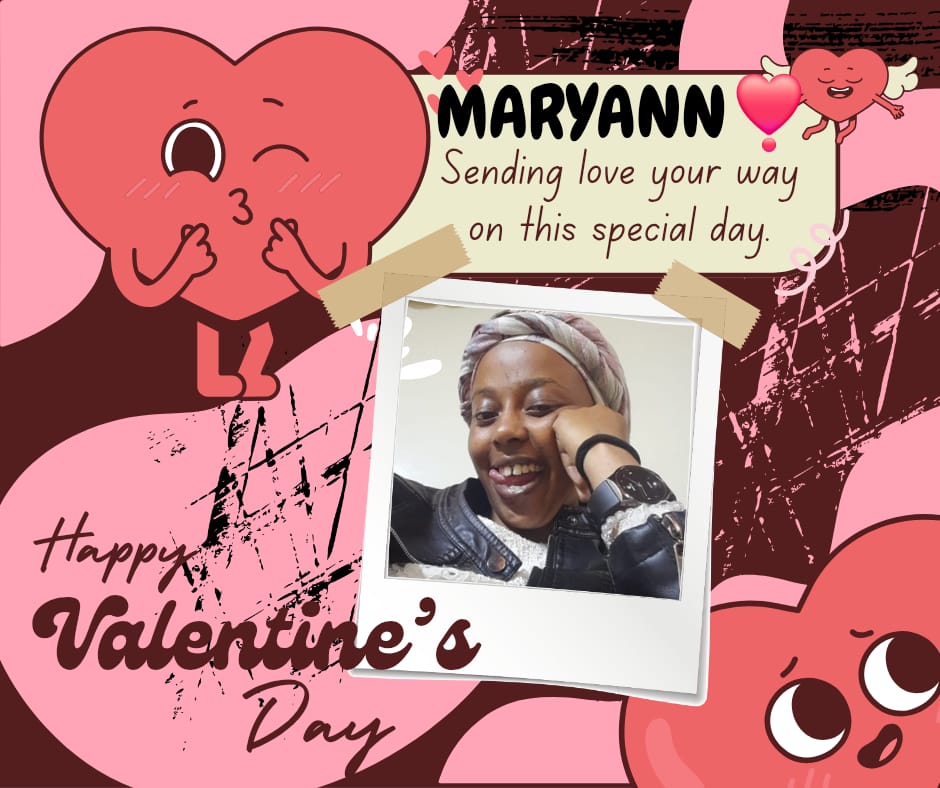 MARYANN
Sending love your way
on this special day.
Happy
Valentine's
Day